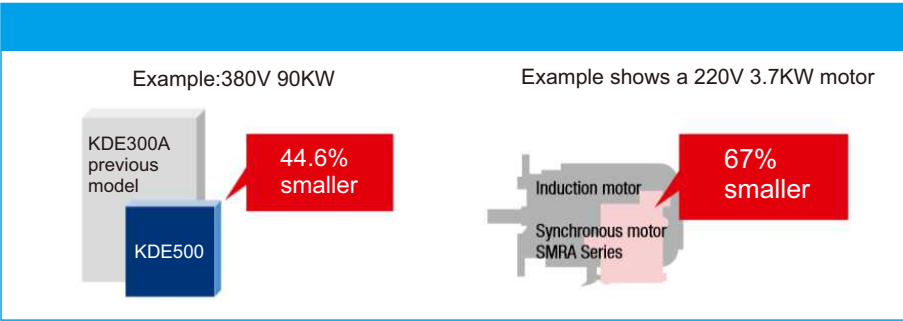 Example:380V 90KW
KDE300A
previous
model
44.6%
smaller
KDE500
Example shows a 220V 3.7KW motor
67%
smaller
Induction motor
Synchronous motor
SMRA Series